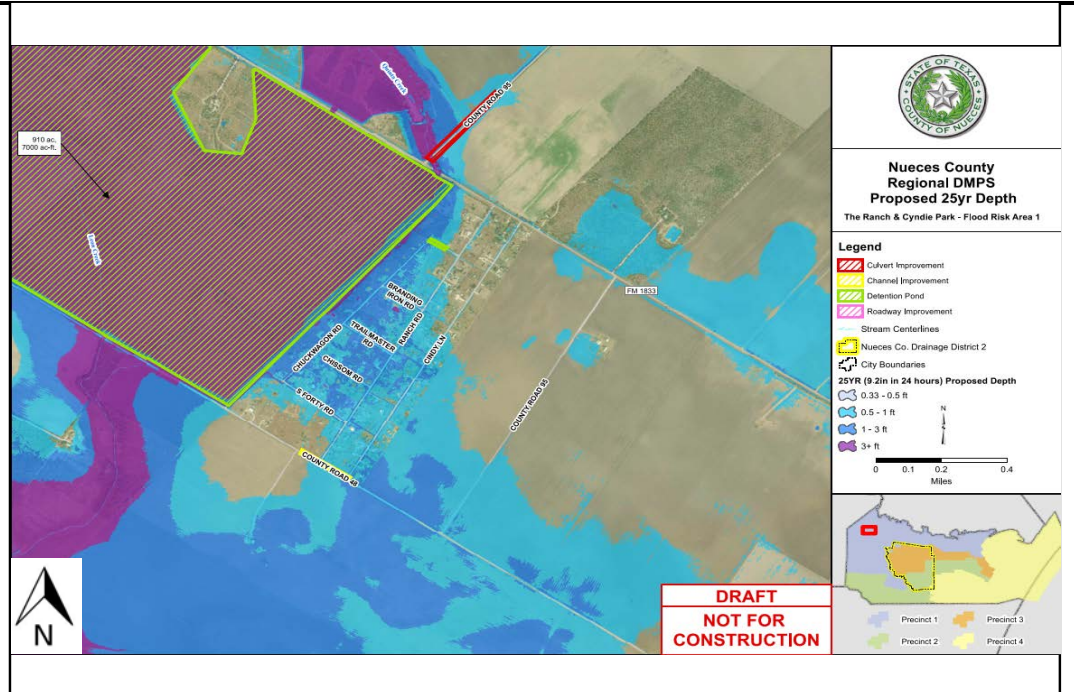 910 ac,
7000 ac-ft.
Quinta Creek
COUNTY ROAD 95
FM 1833
BRANDING
IRON RD
RANCH RD
CHUCKWAGON RD
TRAILMASTER
RD
CINDY LN
CHISSOM RD
S FORTY RD
COUNTY ROAD 95
COUNTY ROAD 48
N
DRAFT
NOT FOR
CONSTRUCTION
STATE OF TEXAS
COUNTY OF NUECES
Nueces County
Regional DMPS
Proposed 25yr Depth
The Ranch & Cyndie Park - Flood Risk Area 1
Legend
Culvert Improvement
Channel Improvement
Detention Pond
Roadway Improvement
Stream Centerlines
Nueces Co. Drainage District 2
City Boundaries
25YR (9.2in in 24 hours) Proposed Depth
0.33 - 0.5 ft
0.5 - 1 ft
1 - 3 ft
3+ ft
N
0 0.1 0.2 0.4
Miles
Precinct 1 Precinct 3
Precinct 2 Precinct 4